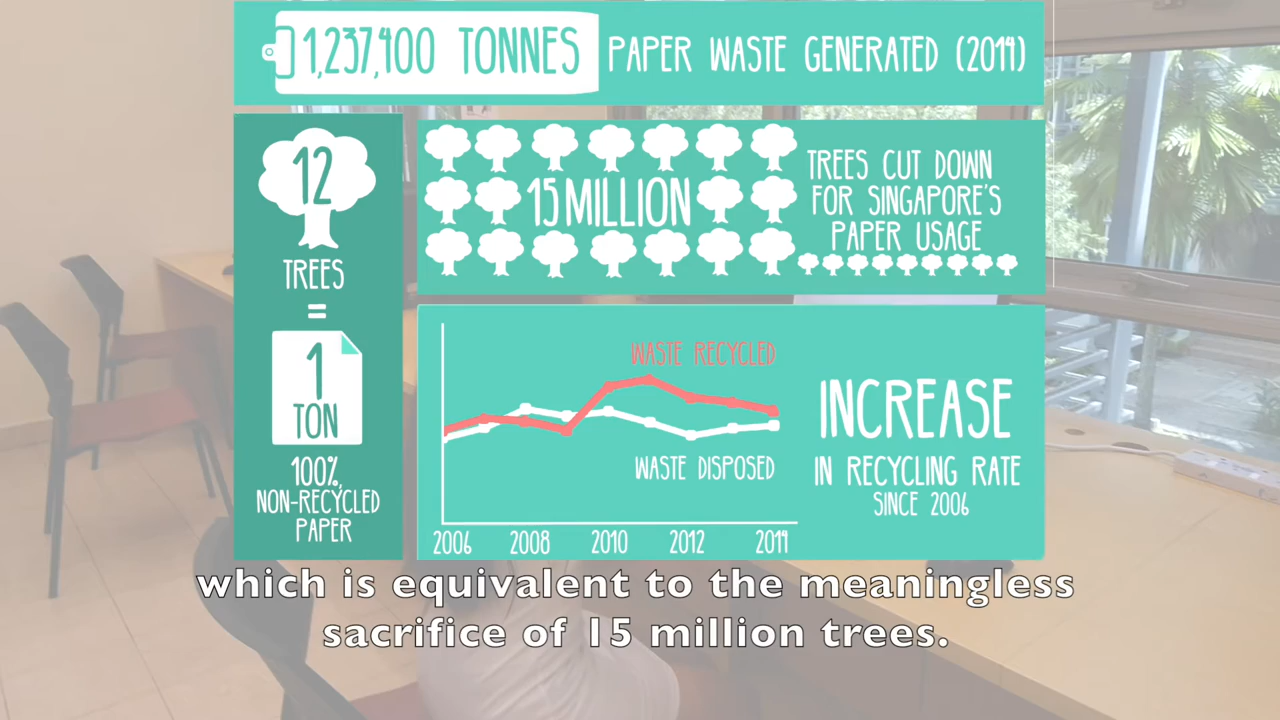 1,237,400 TONNES PAPER WASTE GENERATED (2014)
12
TREES
=
1
TON
100%,
NON-RECYCLED
PAPER
15 MILLION
TREES CUT DOWN
FOR SINGAPORE'S
PAPER USAGE
WASTE RECYCLED
WASTE DISPOSED
2006 2008 2010 2012 2014
INCREASE
IN RECYCLING RATE
SINCE 2006
which is equivalent to the meaningless
sacrifice of 15 million trees.